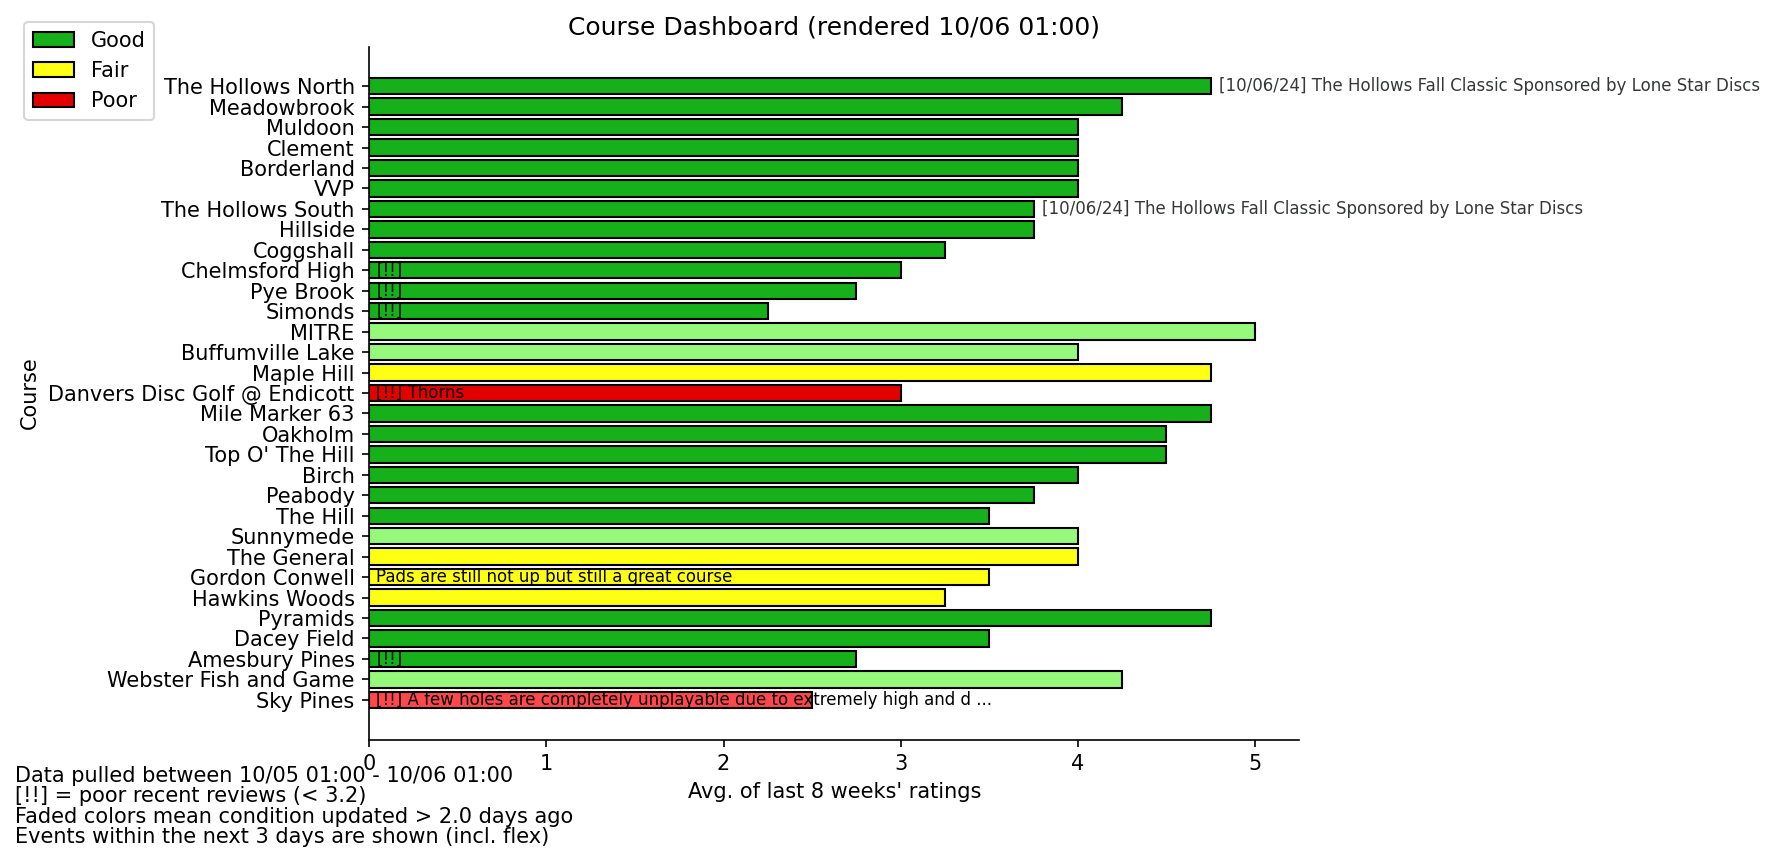 Course Dashboard (rendered 10/06 01:00)
Good
Fair
Poor
Course
The Hollows North
[10/06/24] The Hollows Fall Classic Sponsored by Lone Star Discs
Meadowbrook
Muldoon
Clement
Borderland
VVP
The Hollows South
[10/06/24] The Hollows Fall Classic Sponsored by Lone Star Discs
Hillside
Coggshall
Chelmsford High
[!!]
Pye Brook
[!!]
Simonds
[!!]
MITRE
Buffumville Lake
Maple Hill
Danvers Disc Golf @ Endicott
[!!] Thorns
Mile Marker 63
Oakholm
Top O' The Hill
Birch
Peabody
The Hill
Sunnymede
The General
Gordon Conwell
Pads are still not up but still a great course
Hawkins Woods
Pyramids
Dacey Field
Amesbury Pines
[!!]
Webster Fish and Game
Sky Pines
[!!] A few holes are completely unplayable due to extremely high and d ...
0 1 2 3 4 5
Avg. of last 8 weeks' ratings
Data pulled between 10/05 01:00 - 10/06 01:00
[!!] = poor recent reviews (< 3.2)
Faded colors mean condition updated > 2.0 days ago
Events within the next 3 days are shown (incl. flex)